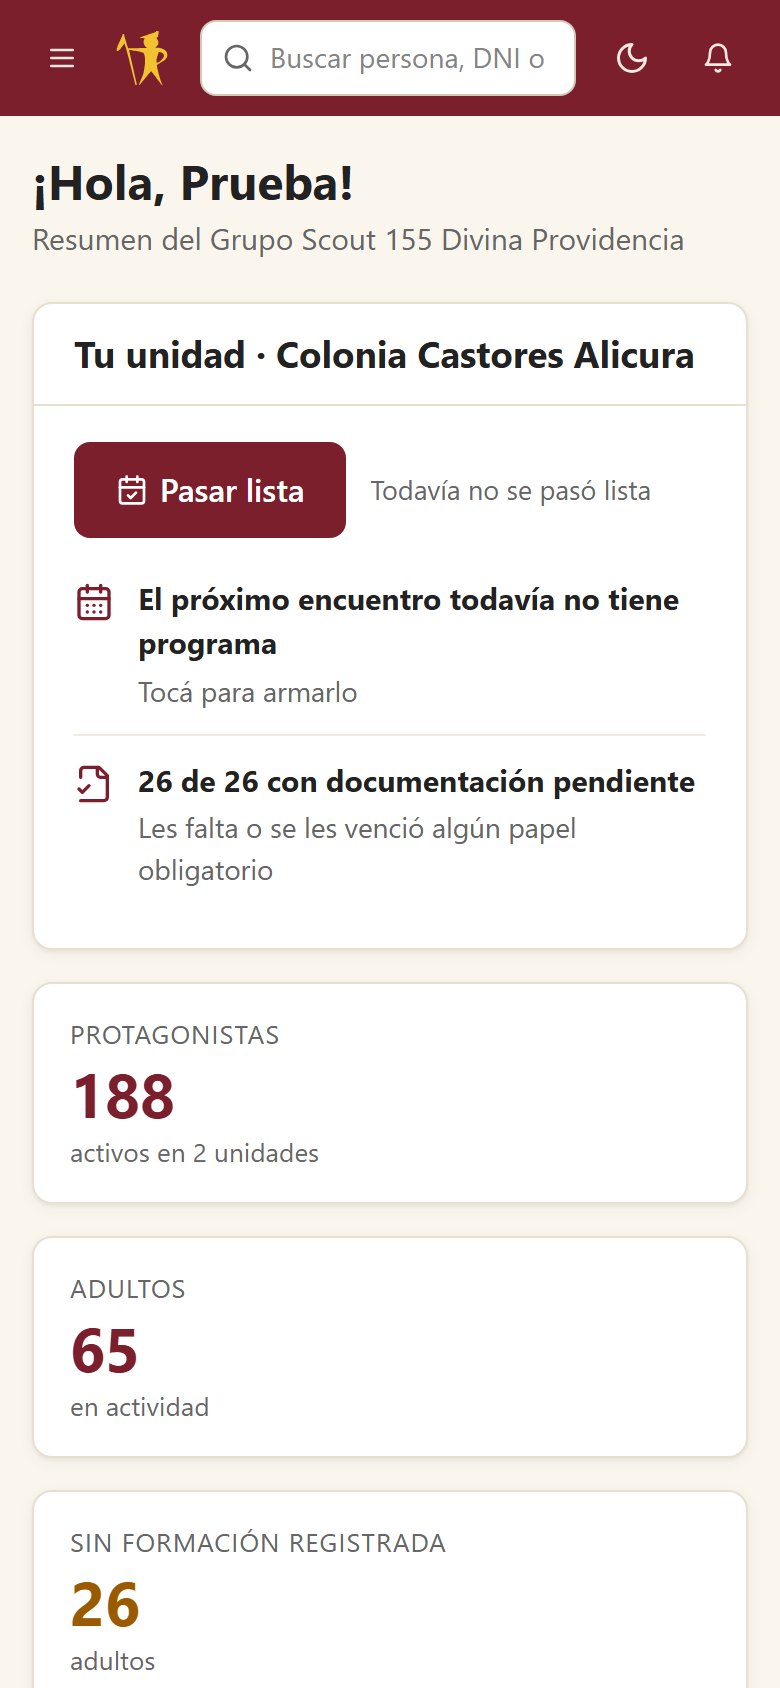 Buscar persona, DNI o
¡Hola, Prueba!
Resumen del Grupo Scout 155 Divina Providencia
Tu unidad · Colonia Castores Alicura
Pasar lista
Todavía no se pasó lista
El próximo encuentro todavía no tiene
programa
Tocá para armarlo
26 de 26 con documentación pendiente
Les falta o se les venció algún papel
obligatorio
PROTAGONISTAS
188
activos en 2 unidades
ADULTOS
65
en actividad
SIN FORMACIÓN REGISTRADA
26
adultos